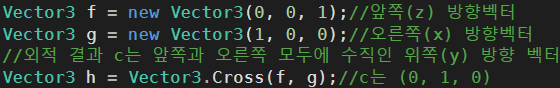 Vector3 f = new Vector3(0, 0, 1);//앞쪽(z) 방향벡터
Vector3 g = new Vector3(1, 0, 0);//오른쪽(x) 방향벡터
//외적 결과 c는 앞쪽과 오른쪽 모두에 수직인 위쪽(y) 방향 벡터
Vector3 h = Vector3.Cross(f, g);//c는 (0, 1, 0)